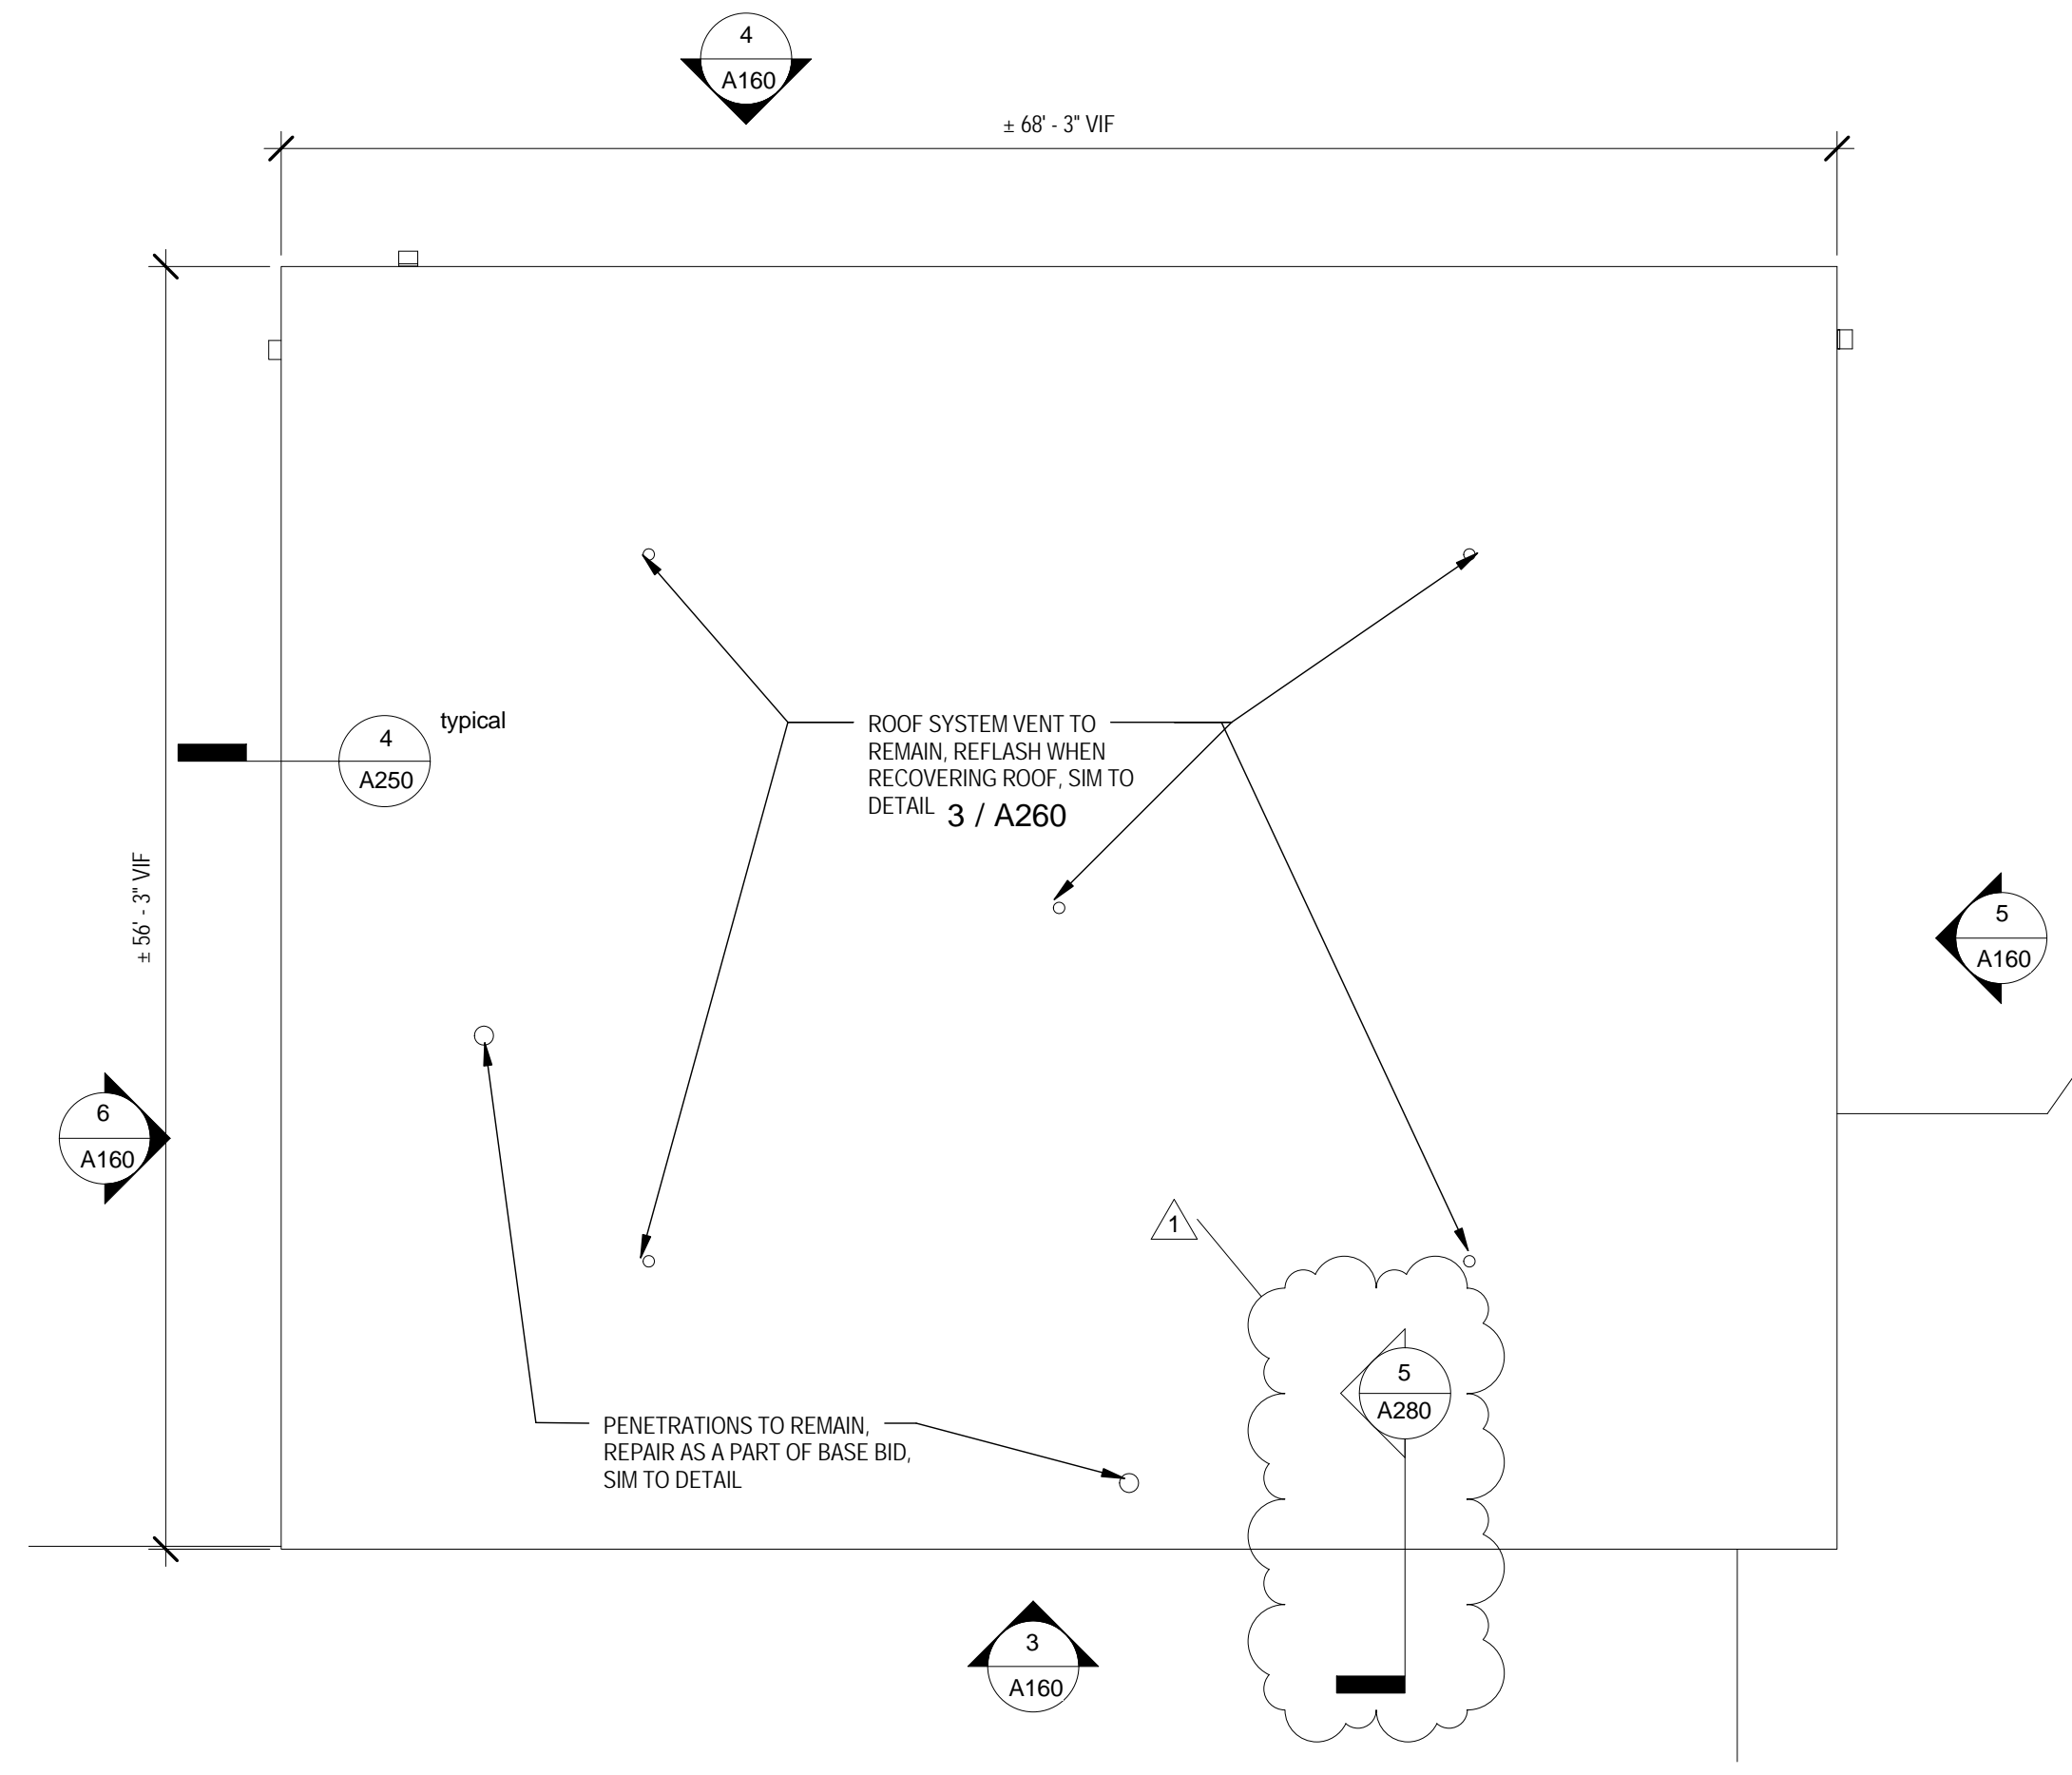 4
A160
± 68' - 3" VIF
typical
4
A250
ROOF SYSTEM VENT TO
REMAIN, REFLASH WHEN
RECOVERING ROOF, SIM TO
DETAIL 3 / A260
± 56' - 3" VIF
5
A160
6
A160
1
5
A280
PENETRATIONS TO REMAIN,
REPAIR AS A PART OF BASE BID,
SIM TO DETAIL
3
A160